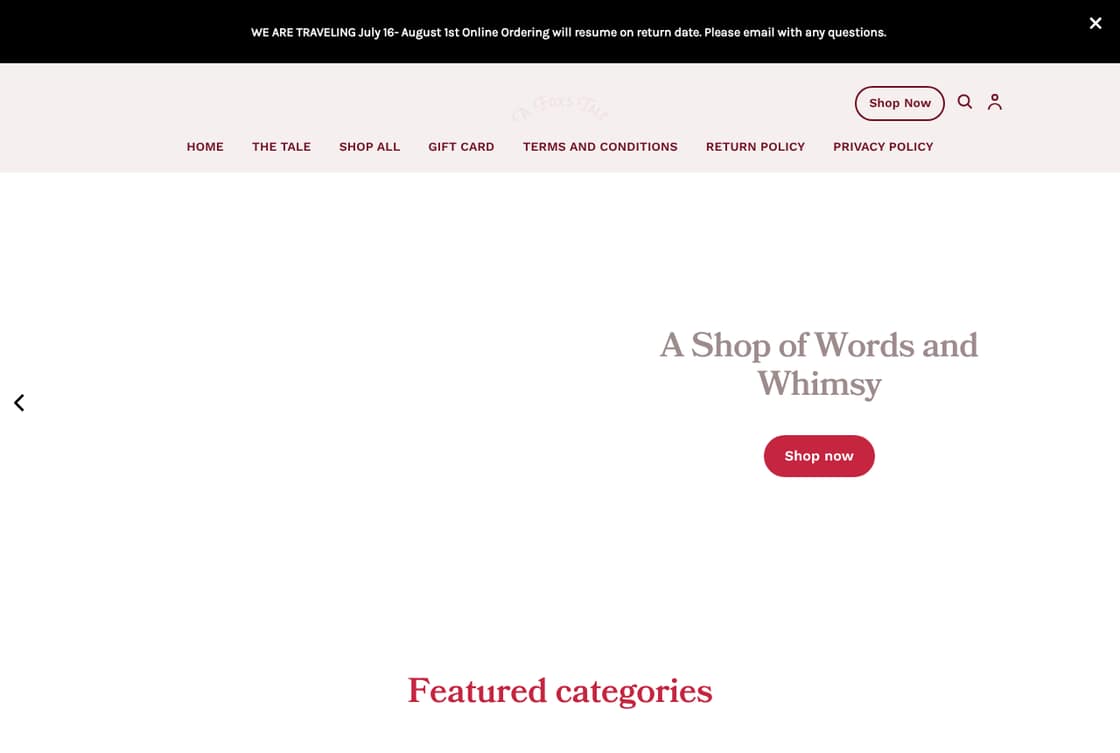 WE ARE TRAVELING July 16- August 1st Online Ordering will resume on return date. Please email with any questions.
A Fox's Tale
Shop Now
HOME
THE TALE
SHOP ALL
GIFT CARD
TERMS AND CONDITIONS
RETURN POLICY
PRIVACY POLICY
A Shop of Words and
Whimsy
Shop now
Featured categories